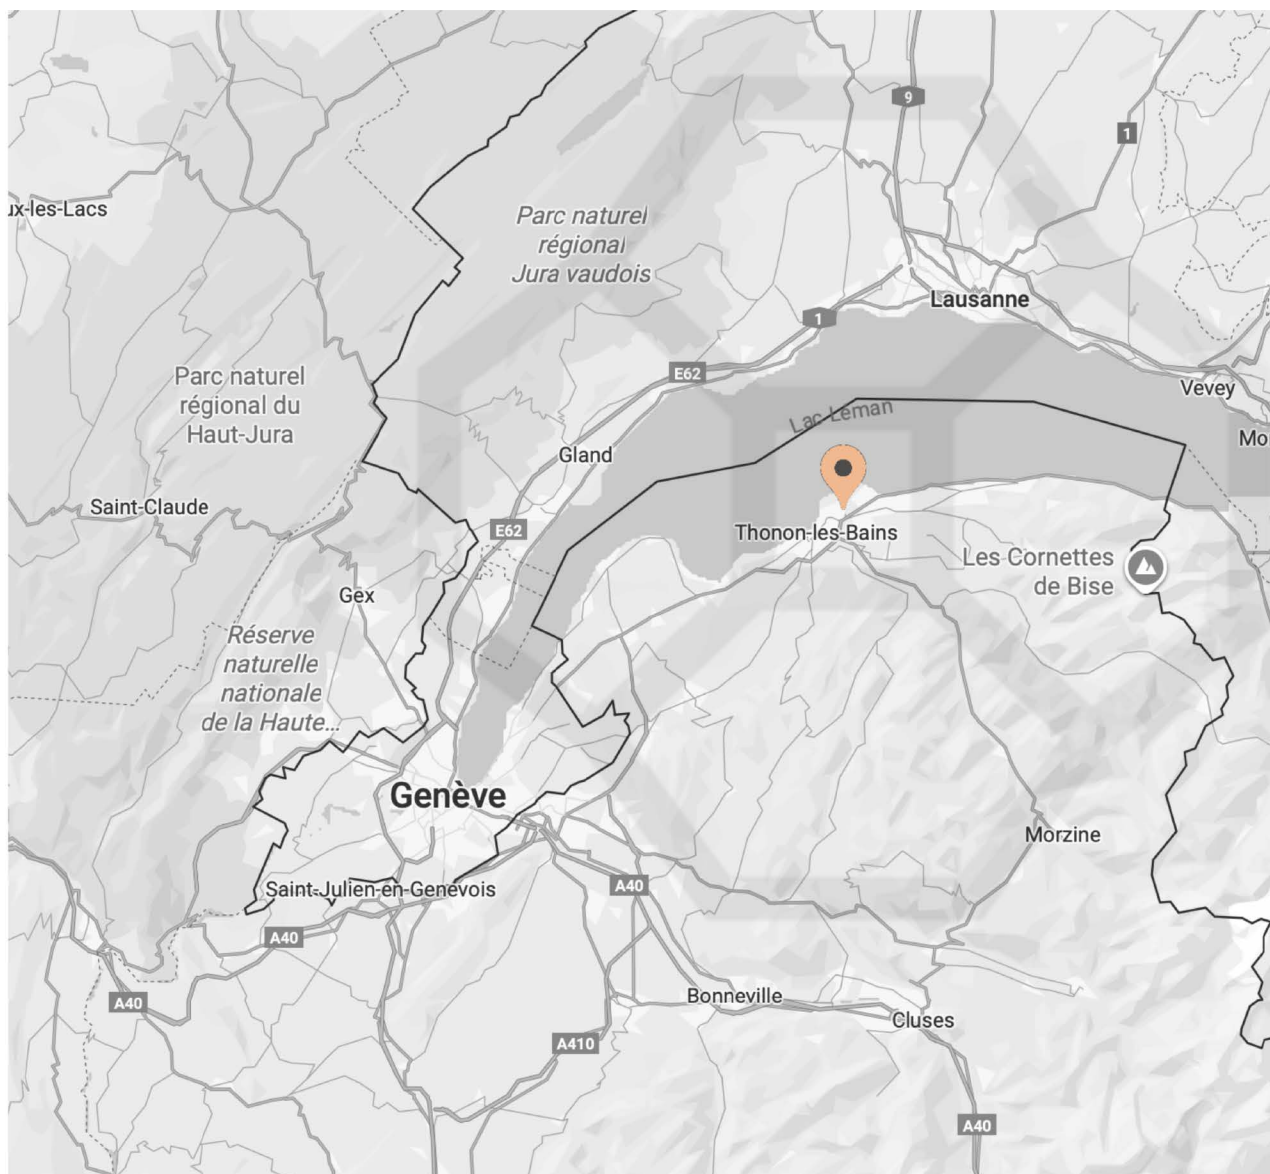 9
1
ux-les-Lacs
Parc naturel
régional
Jura vaudois
Lausanne
1
E62
Parc naturel
régional du
Haut-Jura
Vevey
Lac Léman
Mo
Gland
Saint-Claude
E62
Thonon-les-Bains
Les Cornettes
de Bise
Gex
Réserve
naturelle
nationale
de la Haute...
Genève
Morzine
Saint-Julien-en-Genevois
A40
A40
A40
Bonneville
Cluses
A410
A40